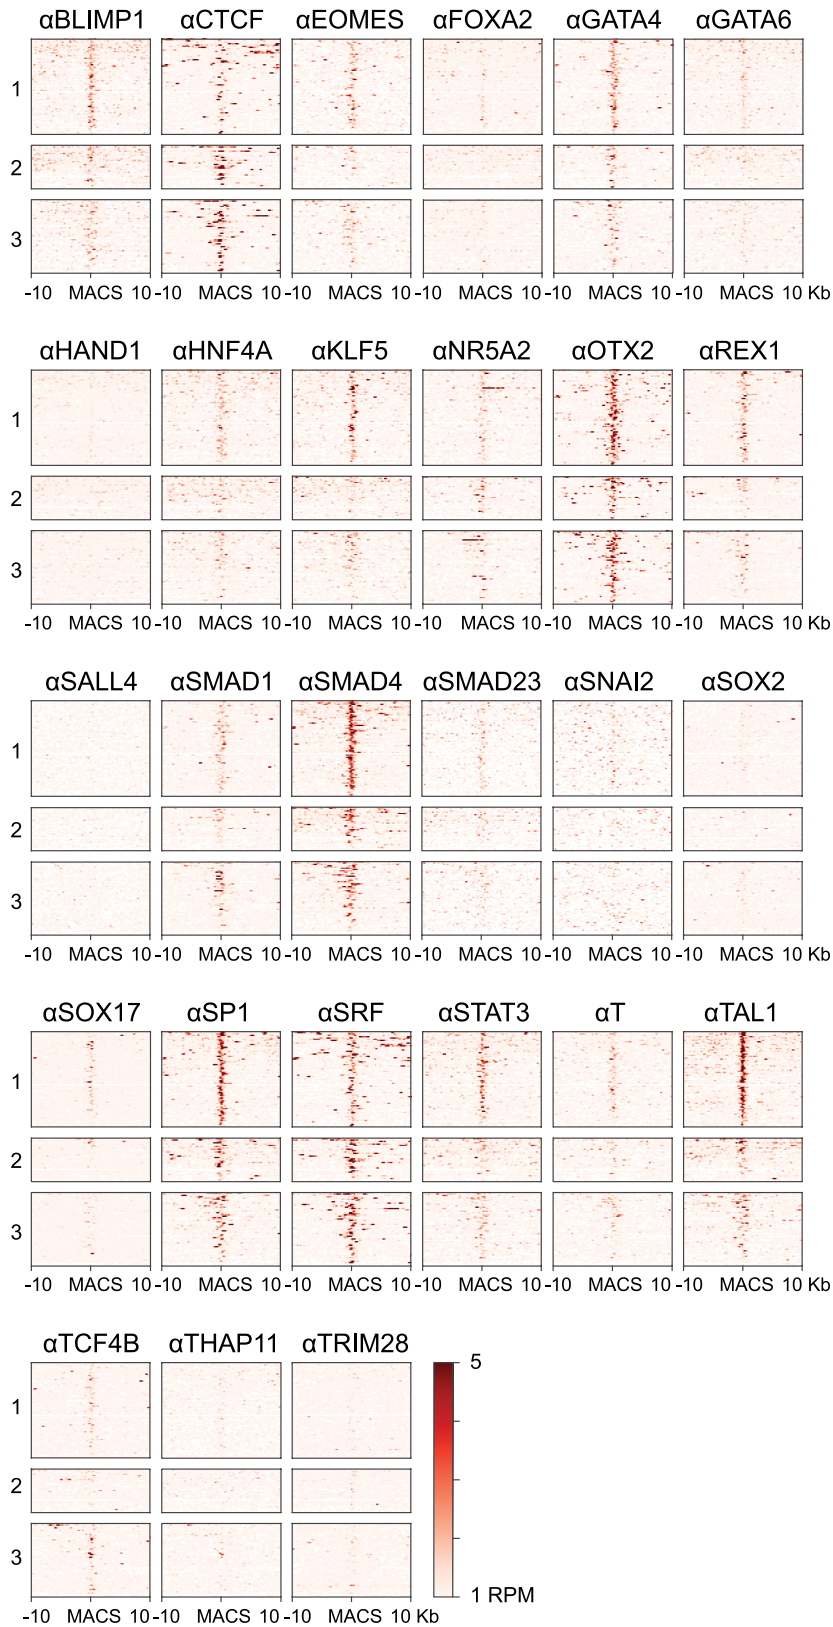 αBLIMP1 αCTCF αEOMES αFOXA2 αGATA4 αGATA6
1
2
3
-10 MACS 10 -10 MACS 10 -10 MACS 10 -10 MACS 10 -10 MACS 10 -10 MACS 10 Kb
αHAND1 αHNF4A αKLF5 αNR5A2 αOTX2 αREX1
1
2
3
-10 MACS 10 -10 MACS 10 -10 MACS 10 -10 MACS 10 -10 MACS 10 -10 MACS 10 Kb
αSALL4 αSMAD1 αSMAD4 αSMAD23 αSNAI2 αSOX2
1
2
3
-10 MACS 10 -10 MACS 10 -10 MACS 10 -10 MACS 10 -10 MACS 10 -10 MACS 10 Kb
αSOX17 αSP1 αSRF αSTAT3 αT αTAL1
1
2
3
-10 MACS 10 -10 MACS 10 -10 MACS 10 -10 MACS 10 -10 MACS 10 -10 MACS 10 Kb
αTCF4B αTHAP11 αTRIM28
5
1
2
3
1 RPM
-10 MACS 10 -10 MACS 10 -10 MACS 10 Kb